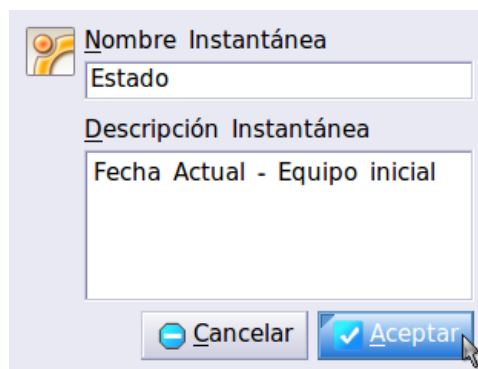 Nombre Instantánea
Estado
Descripción Instantánea
Fecha Actual - Equipo inicial
Cancelar
Aceptar